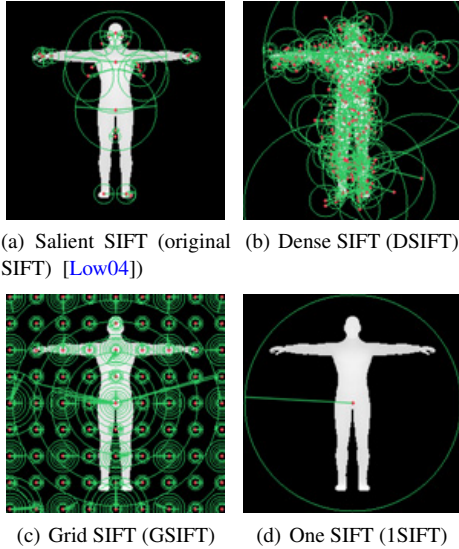 (a) Salient SIFT (original
SIFT) [Low04])
(b) Dense SIFT (DSIFT)
(c) Grid SIFT (GSIFT)
(d) One SIFT (1SIFT)